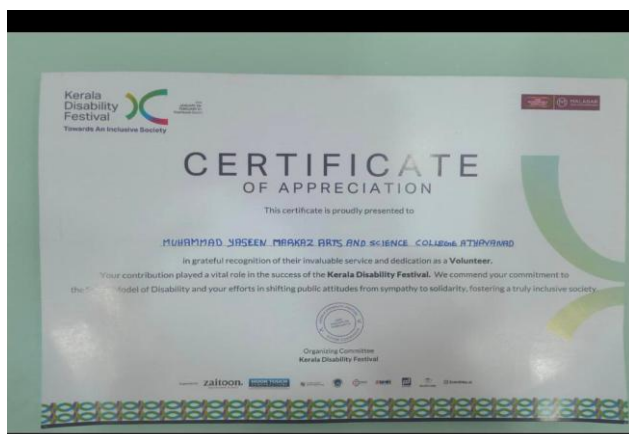 Kerala
Disability
Festival
Towards An Inclusive Society
MALABAR
CERTIFICATE
OF APPRECIATION
This certificate is proudly presented to
MUHAMMAD YASEEN MARKAZ ARTS AND SCIENCE COLLEGE ATHAVANAD
in grateful recognition of their invaluable service and dedication as a Volunteer.
Your contribution played a vital role in the success of the Kerala Disability Festival. We commend your commitment to
the Model of Disability and your efforts in shifting public attitudes from sympathy to solidarity, fostering a truly inclusive society.
Organizing Committee
Kerala Disability Festival
zaitoon.